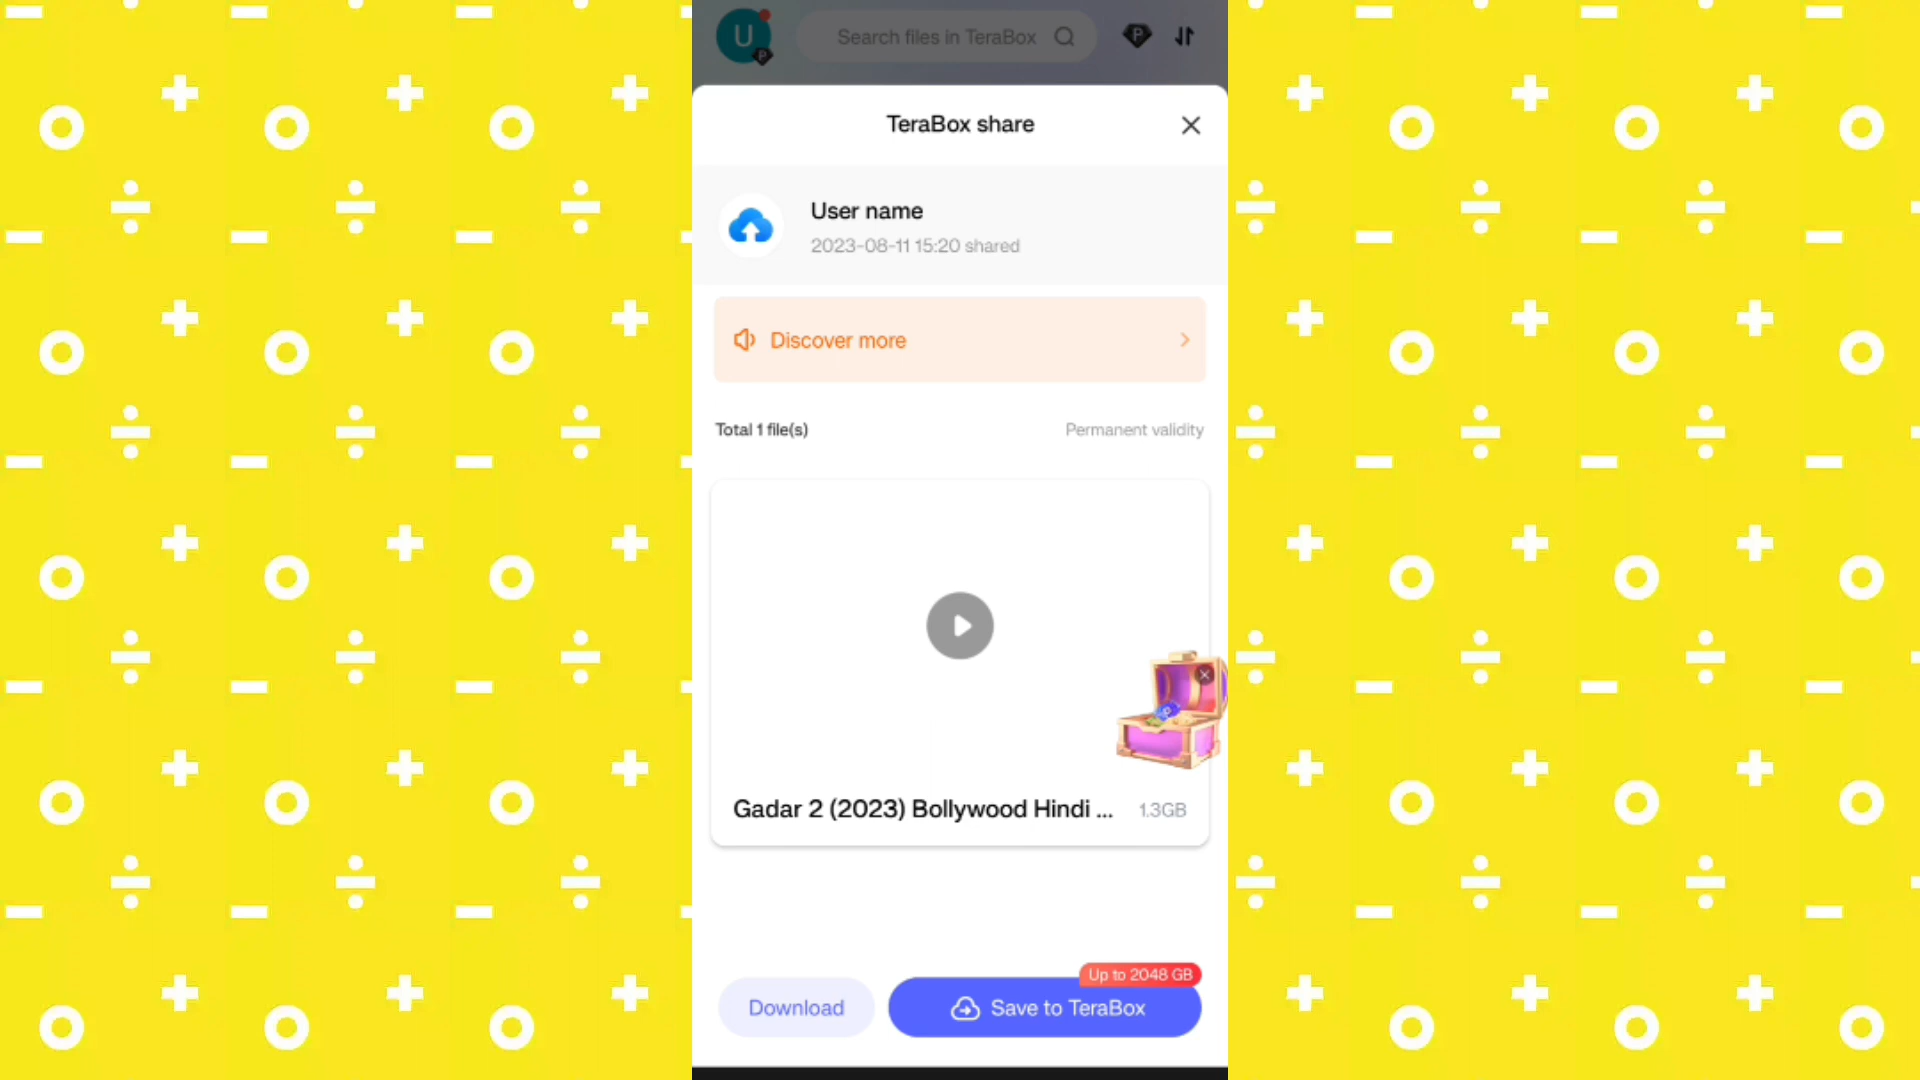 U
P
Search files in TeraBox
P
TeraBox share
User name
2023-08-11 15:20 shared
Discover more
Total 1 file(s)
Permanent validity
Gadar 2 (2023) Bollywood Hindi ...
1.3GB
Up to 2048 GB
Download
Save to TeraBox